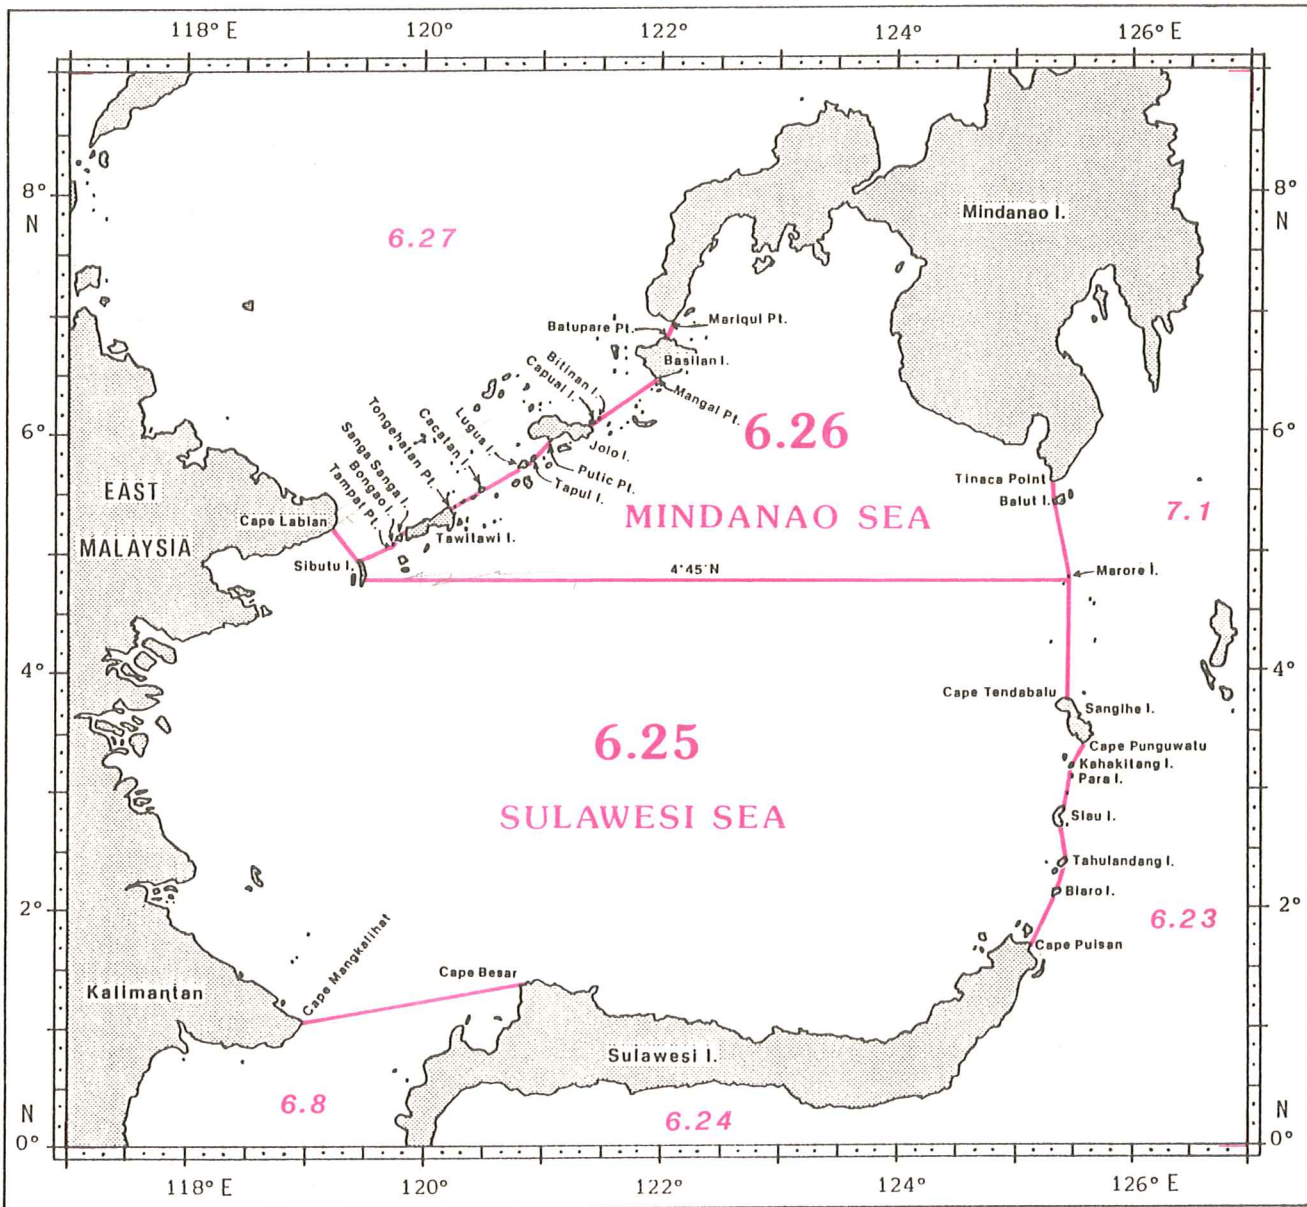 118° E
120°
122°
124°
126° E
8°
N
8°
N
Mindanao I.
6.27
Batupare Pt.
Mariqui Pt.
Basilan I.
Mangal Pt.
Bitinan I.
Capual I.
6°
6°
6.26
Jolo I.
Putic Pt.
Tapul I.
Lugus I.
Cacatan I.
Tongehatan Pt.
Sanga Sanga I.
Bongao I.
Tampat Pt.
Tinaca Point
Balut I.
EAST
MALAYSIA
Cape Labian
MINDANAO SEA
7.1
Tawitawi I.
Sibutu I.
4°45'N
Marore I.
4°
4°
Cape Tendabalu
Sangihe I.
6.25
Cape Punguwatu
Kahakitang I.
Para I.
SULAWESI SEA
Siau I.
Tahulandang I.
Biaro I.
2°
2°
6.23
Cape Puisan
Cape Mangkalihat
Cape Besar
Kalimantan
Sulawesi I.
6.8
6.24
N
0°
N
0°
118° E
120°
122°
124°
126° E